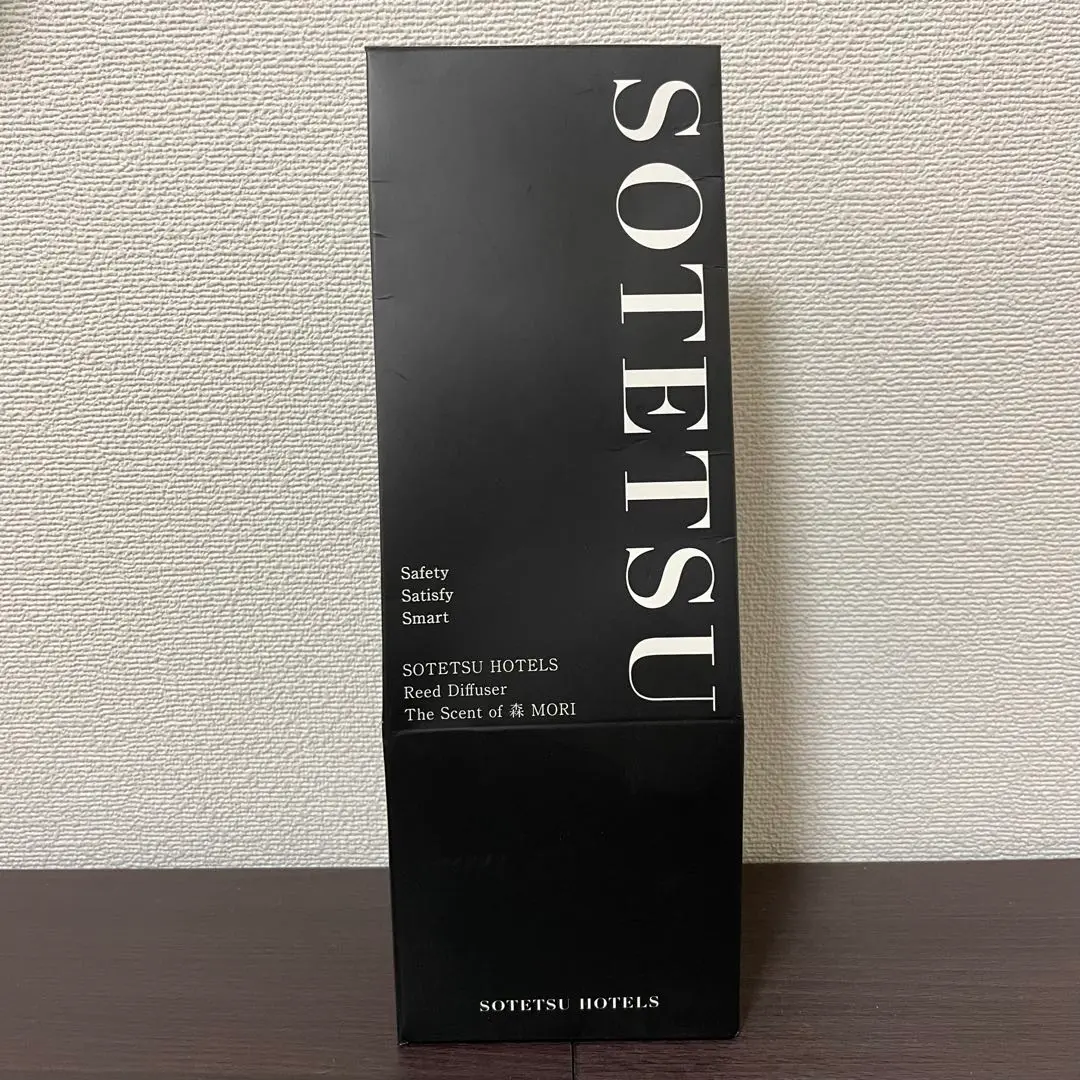 SOTETSU
Safety
Satisfy
Smart
SOTETSU HOTELS
Reed Diffuser
The Scent of 森 MORI
SOTETSU HOTELS